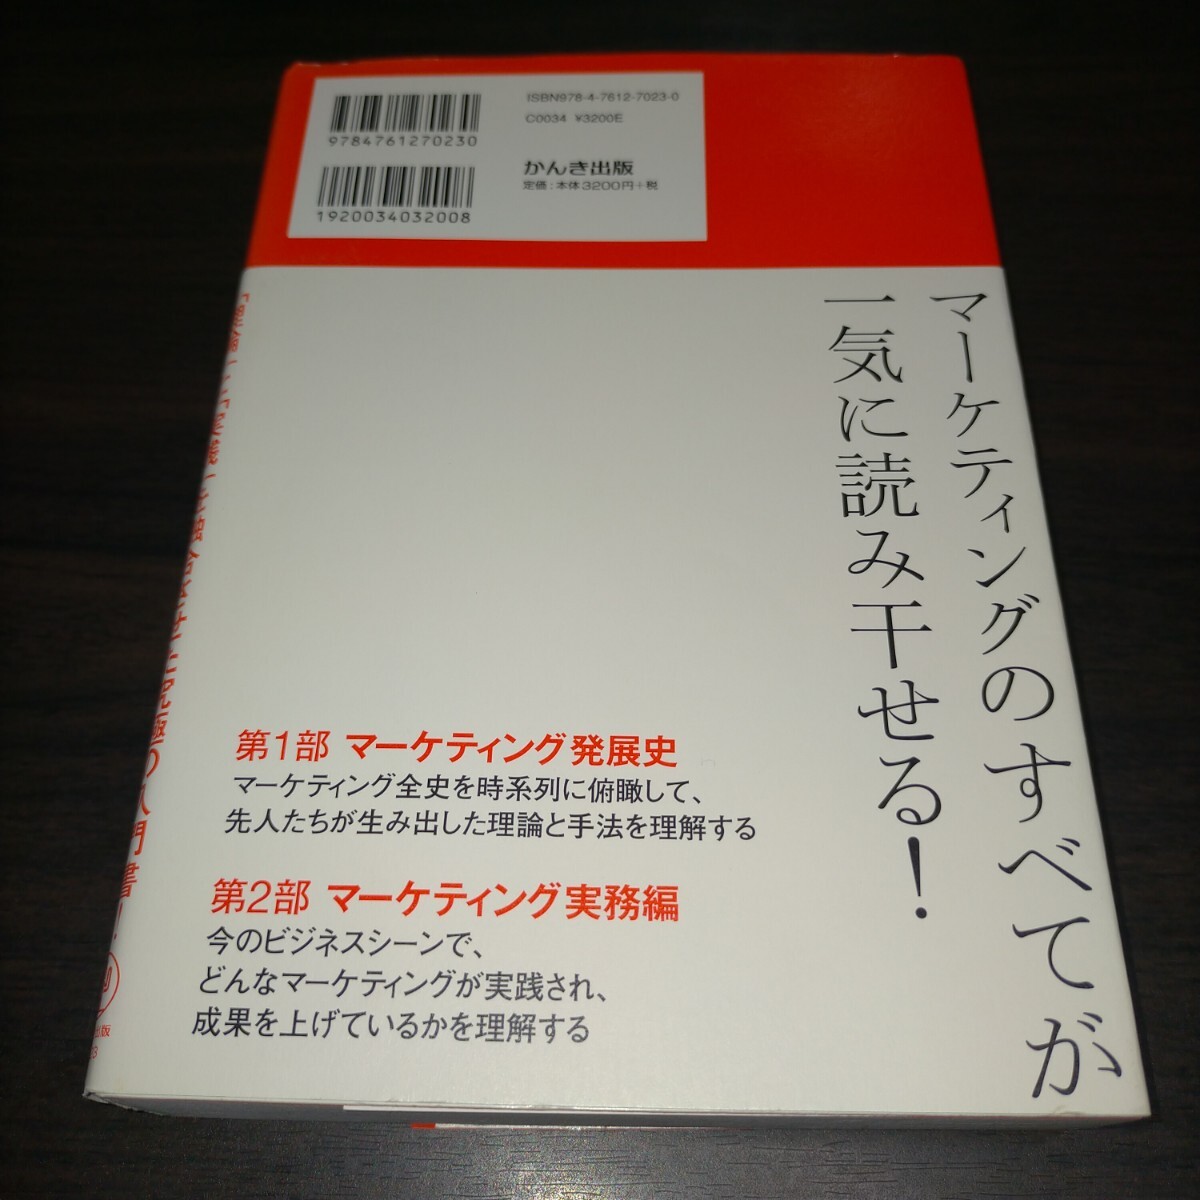 ISBN978-4-7612-7023-0
C0034 ¥3200E
9784761270230
かんき出版
定価:本体3200円+税
1920034032008
マーケティングのすべてが
一気に読み干せる!
第1部 マーケティング発展史
マーケティング全史を時系列に俯瞰して、
先人たちが生み出した理論と手法を理解する
第2部 マーケティング実務編
今のビジネスシーンで、
どんなマーケティングが実践され、
成果を上げているかを理解する
の入門書!
出版